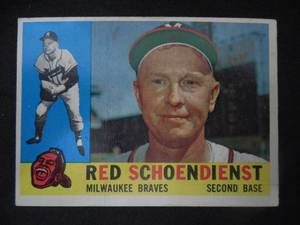 M
RED SCHOENDIENST
MILWAUKEE BRAVES SECOND BASE